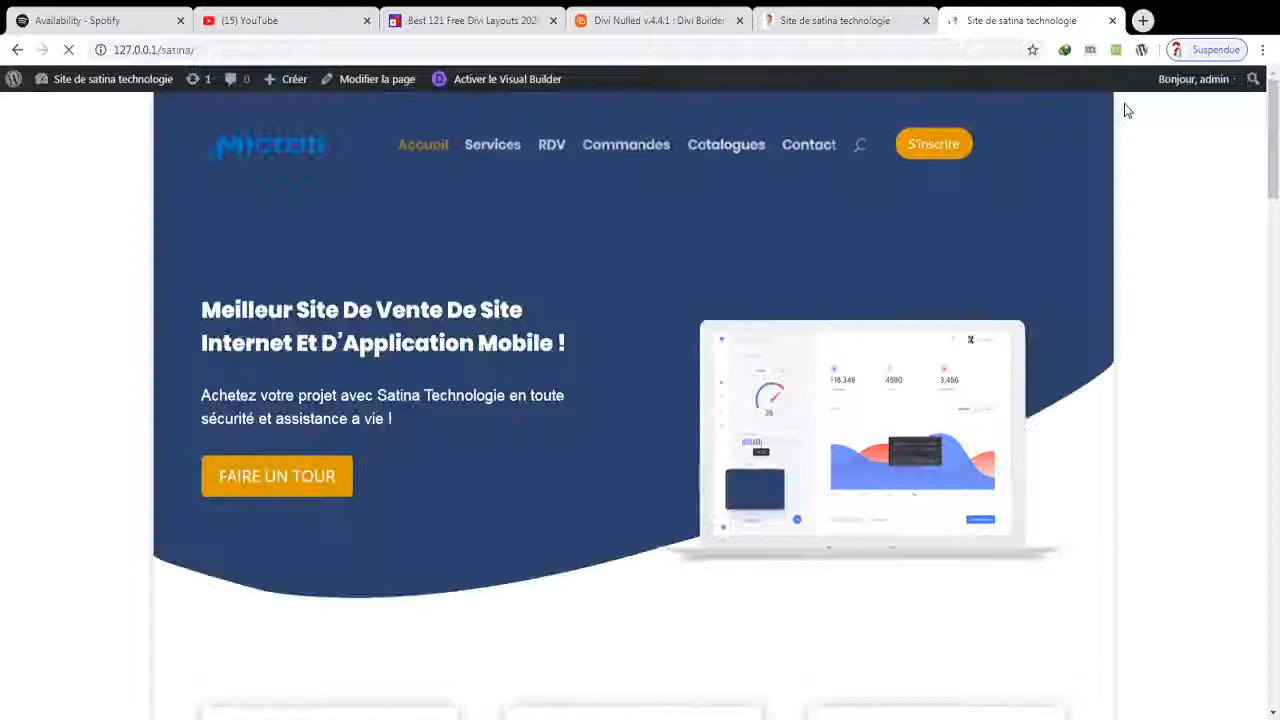 Availability - Spotify
(15) YouTube
Best 121 Free Divi Layouts 202
Divi Nulled v.4.4.1 : Divi Builder
Site de satina technologie
Site de satina technologie
127.0.0.1/satina/
Suspendue
Site de satina technologie
1
0
Créer
Modifier la page
Activer le Visual Builder
Bonjour, admin
Accueil
Services
RDV
Commandes
Catalogues
Contact
S'inscrire
Meilleur Site De Vente De Site
Internet Et D'Application Mobile !
Achetez votre projet avec Satina Technologie en toute
sécurité et assistance a vie !
FAIRE UN TOUR
4590
3,456